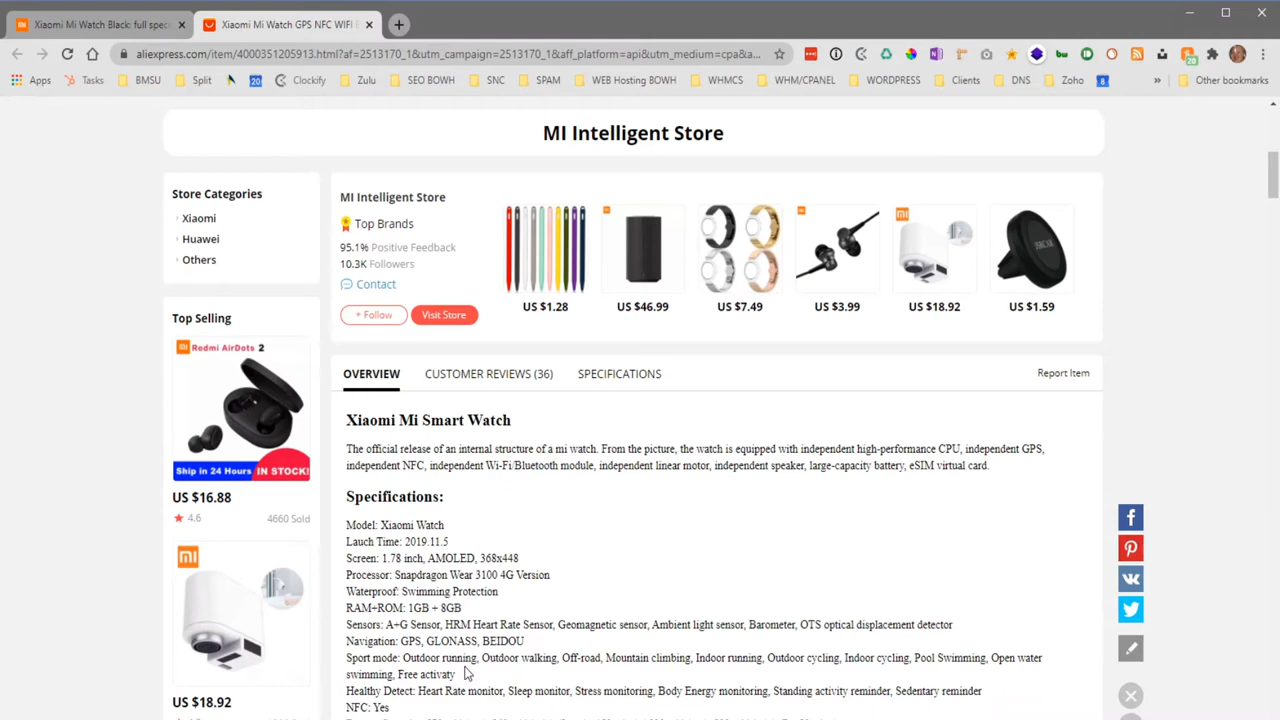 Xiaomi Mi Watch Black: full spec
Xiaomi Mi Watch GPS NFC WIFI E
aliexpress.com/item/4000351205913.html?af=2513170_1&utm_campaign=2513170_1&aff_platform=api&utm_medium=cpa&a...
Apps Tasks BMSU Split 20 Clockify Zulu SEO BOWH SNC SPAM WEB Hosting BOWH WHMCS WHM/CPANEL WORDPRESS Clients DNS Zoho 8 » Other bookmarks
MI Intelligent Store
Store Categories
Xiaomi
Huawei
Others
MI Intelligent Store
Top Brands
95.1% Positive Feedback
10.3K Followers
Contact
+ Follow Visit Store
US $1.28 US $46.99 US $7.49 US $3.99 US $18.92 US $1.59
Top Selling
Redmi AirDots 2
Ship in 24 Hours IN STOCK!
US $16.88
4.6 4660 Sold
US $18.92
OVERVIEW CUSTOMER REVIEWS (36) SPECIFICATIONS Report Item
Xiaomi Mi Smart Watch
The official release of an internal structure of a mi watch. From the picture, the watch is equipped with independent high-performance CPU, independent GPS,
independent NFC, independent Wi-Fi/Bluetooth module, independent linear motor, independent speaker, large-capacity battery, eSIM virtual card.
Specifications:
Model: Xiaomi Watch
Lauch Time: 2019.11.5
Screen: 1.78 inch, AMOLED, 368x448
Processor: Snapdragon Wear 3100 4G Version
Waterproof: Swimming Protection
RAM+ROM: 1GB + 8GB
Sensors: A+G Sensor, HRM Heart Rate Sensor, Geomagnetic sensor, Ambient light sensor, Barometer, OTS optical displacement detector
Navigation: GPS, GLONASS, BEIDOU
Sport mode: Outdoor running, Outdoor walking, Off-road, Mountain climbing, Indoor running, Outdoor cycling, Indoor cycling, Pool Swimming, Open water
swimming, Free activaty
Healthy Detect: Heart Rate monitor, Sleep monitor, Stress monitoring, Body Energy monitoring, Standing activity reminder, Sedentary reminder
NFC: Yes